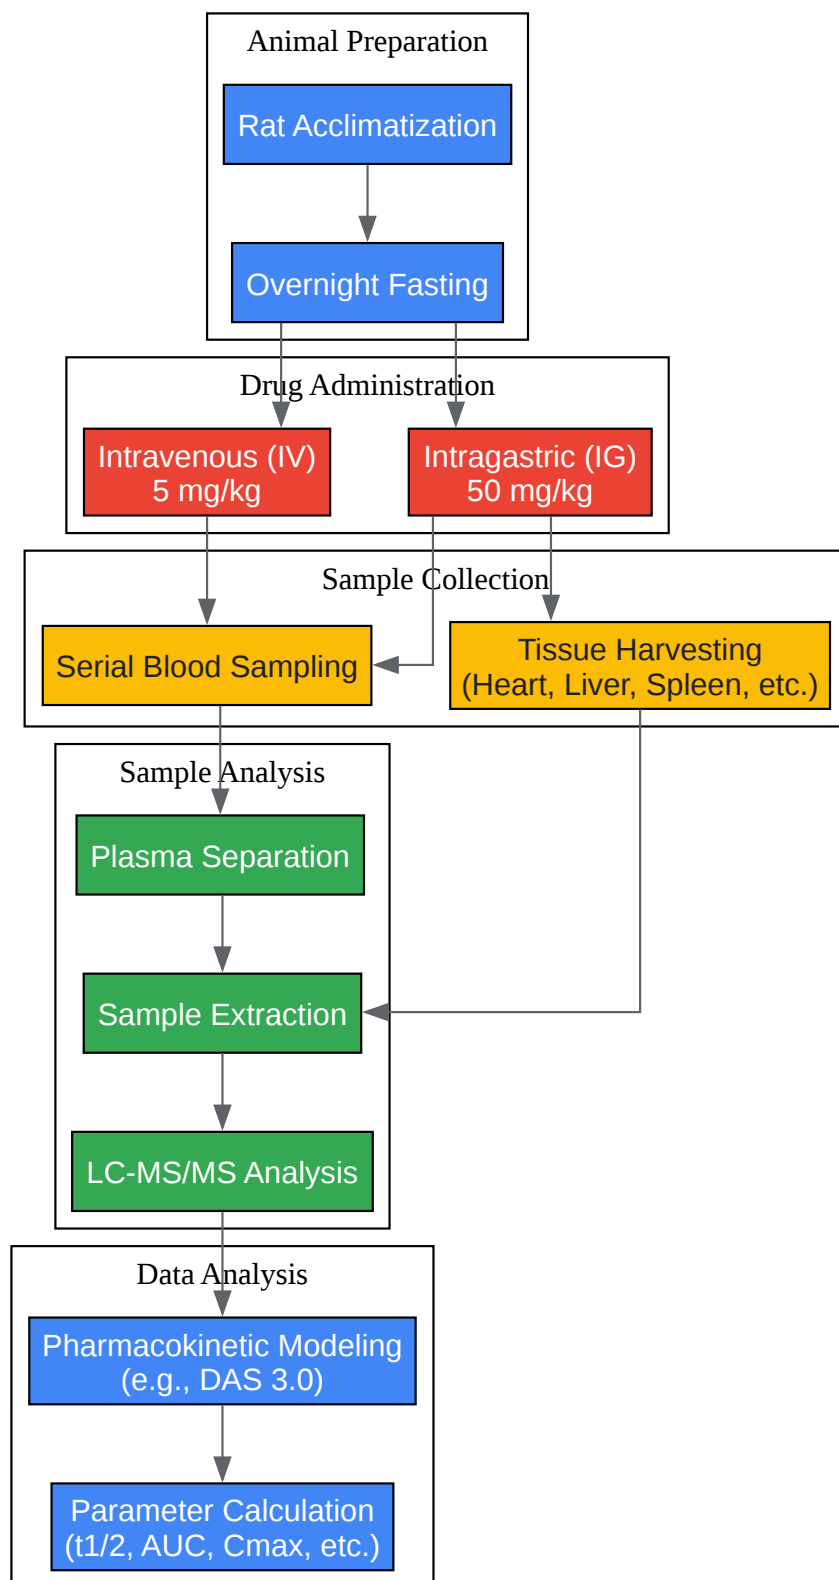 Animal Preparation
Rat Acclimatization
Overnight Fasting
Drug Administration
Intravenous (IV)
5 mg/kg
Intragastric (IG)
50 mg/kg
Sample Collection
Serial Blood Sampling
Tissue Harvesting
(Heart, Liver, Spleen, etc.)
Sample Analysis
Plasma Separation
Sample Extraction
LC-MS/MS Analysis
Data Analysis
Pharmacokinetic Modeling
(e.g., DAS 3.0)
Parameter Calculation
(t1/2, AUC, Cmax, etc.)